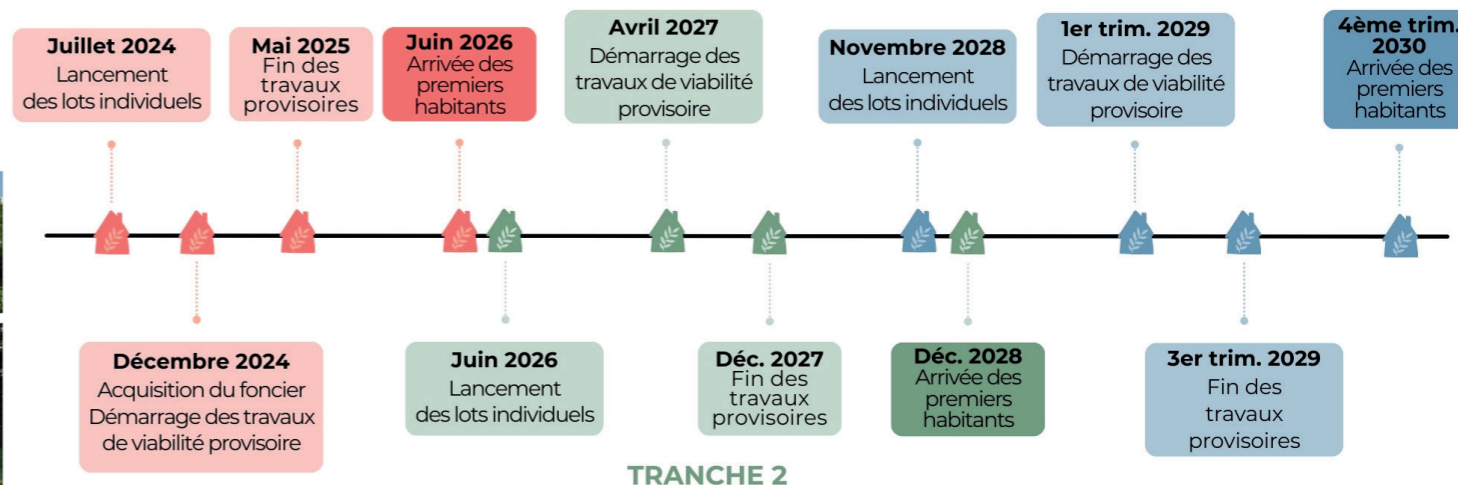 Juillet 2024
Lancement
des lots individuels
Mai 2025
Fin des
travaux
provisoires
Juin 2026
Arrivée des
premiers
habitants
Avril 2027
Démarrage des
travaux de viabilité
provisoire
Novembre 2028
Lancement
des lots individuels
1er trim. 2029
Démarrage des
travaux de viabilité
provisoire
4ème trim.
2030
Arrivée des
premiers
habitants
Décembre 2024
Acquisition du foncier
Démarrage des travaux
de viabilité provisoire
Juin 2026
Lancement
des lots individuels
Déc. 2027
Fin des
travaux
provisoires
Déc. 2028
Arrivée des
premiers
habitants
3er trim. 2029
Fin des
travaux
provisoires
TRANCHE 2